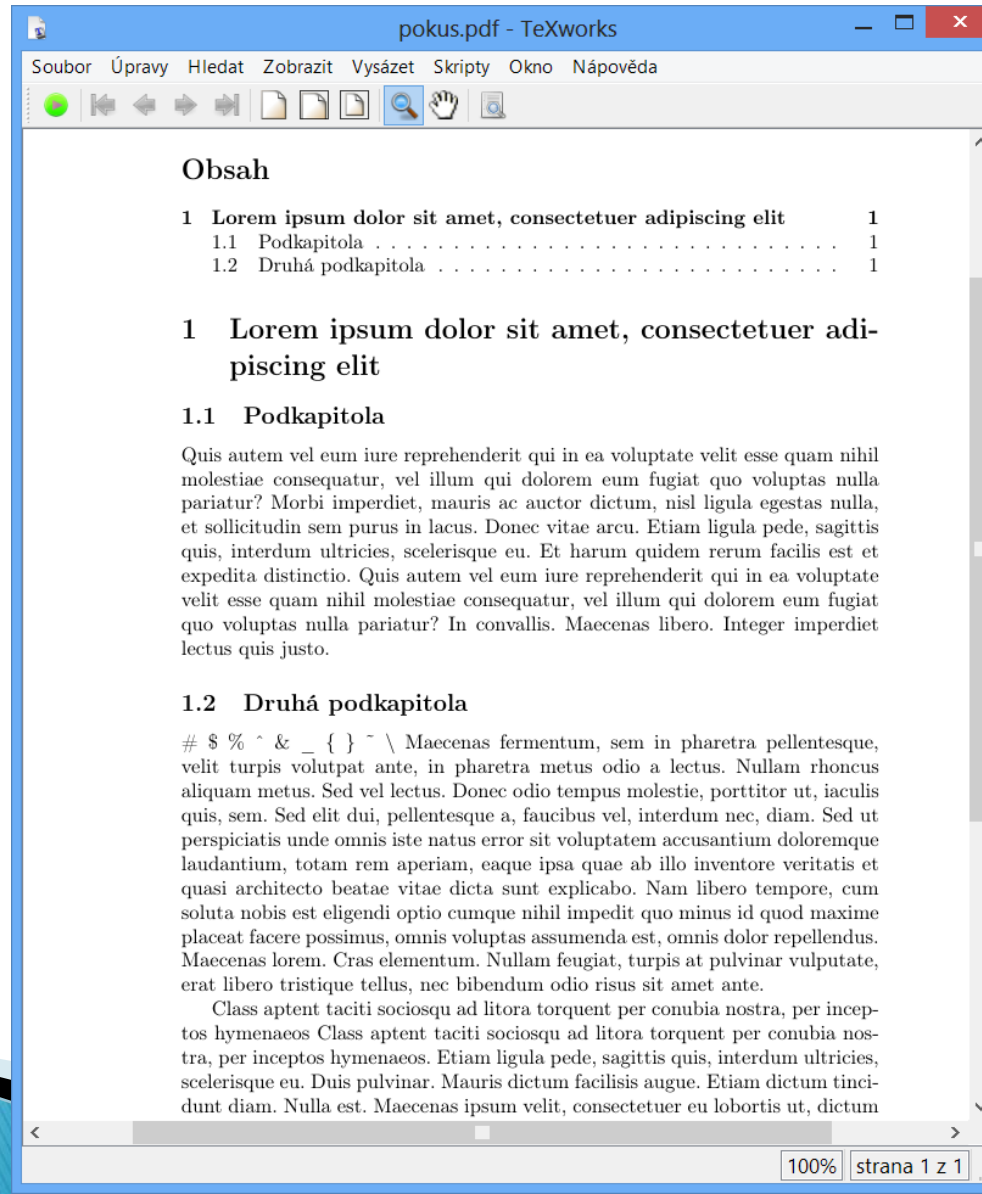 pokus.pdf - TeXworks
Soubor Úpravy Hledat Zobrazit Vysázet Skripty Okno Nápověda
Obsah
1 Lorem ipsum dolor sit amet, consectetuer adipiscing elit 1
1.1 Podkapitola . . . . . . . . . . . . . . . . . . . . . . . . . . . . . . 1
1.2 Druhá podkapitola . . . . . . . . . . . . . . . . . . . . . . . . . . 1
1 Lorem ipsum dolor sit amet, consectetuer adi-
piscing elit
1.1 Podkapitola
Quis autem vel eum iure reprehenderit qui in ea voluptate velit esse quam nihil
molestiae consequatur, vel illum qui dolorem eum fugiat quo voluptas nulla
pariatur? Morbi imperdiet, mauris ac auctor dictum, nisl ligula egestas nulla,
et sollicitudin sem purus in lacus. Donec vitae arcu. Etiam ligula pede, sagittis
quis, interdum ultricies, scelerisque eu. Et harum quidem rerum facilis est et
expedita distinctio. Quis autem vel eum iure reprehenderit qui in ea voluptate
velit esse quam nihil molestiae consequatur, vel illum qui dolorem eum fugiat
quo voluptas nulla pariatur? In convallis. Maecenas libero. Integer imperdiet
lectus quis justo.
1.2 Druhá podkapitola
# $ % ˆ & _ { } ˜ \ Maecenas fermentum, sem in pharetra pellentesque,
velit turpis volutpat ante, in pharetra metus odio a lectus. Nullam rhoncus
aliquam metus. Sed vel lectus. Donec odio tempus molestie, porttitor ut, iaculis
quis, sem. Sed elit dui, pellentesque a, faucibus vel, interdum nec, diam. Sed ut
perspiciatis unde omnis iste natus error sit voluptatem accusantium doloremque
laudantium, totam rem aperiam, eaque ipsa quae ab illo inventore veritatis et
quasi architecto beatae vitae dicta sunt explicabo. Nam libero tempore, cum
soluta nobis est eligendi optio cumque nihil impedit quo minus id quod maxime
placeat facere possimus, omnis voluptas assumenda est, omnis dolor repellendus.
Maecenas lorem. Cras elementum. Nullam feugiat, turpis at pulvinar vulputate,
erat libero tristique tellus, nec bibendum odio risus sit amet ante.
Class aptent taciti sociosqu ad litora torquent per conubia nostra, per incep-
tos hymenaeos Class aptent taciti sociosqu ad litora torquent per conubia nos-
tra, per inceptos hymenaeos. Etiam ligula pede, sagittis quis, interdum ultricies,
scelerisque eu. Duis pulvinar. Mauris dictum facilisis augue. Etiam dictum tinci-
dunt diam. Nulla est. Maecenas ipsum velit, consectetuer eu lobortis ut, dictum
100% strana 1 z 1